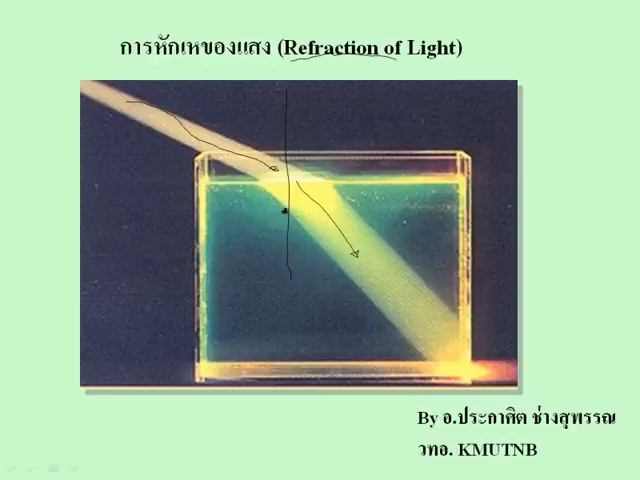 การหักเหของแสง (Refraction of Light)
By อ.ประกาศิต ช่างสุพรรณ
วทอ. KMUTNB